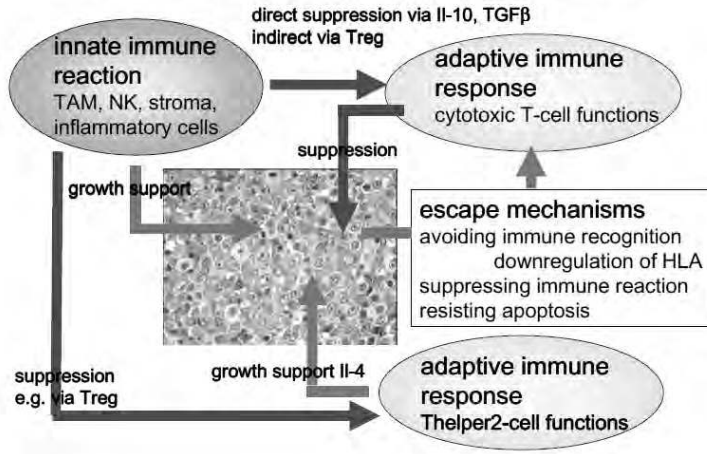 direct suppression via Il-10, TGFβ
indirect via Treg
innate immune
reaction
TAM, NK, stroma,
inflammatory cells
adaptive immune
response
cytotoxic T-cell functions
suppression
growth support
escape mechanisms
avoiding immune recognition
downregulation of HLA
suppressing immune reaction
resisting apoptosis
growth support Il-4
suppression
e.g. via Treg
adaptive immune
response
Thelper2-cell functions